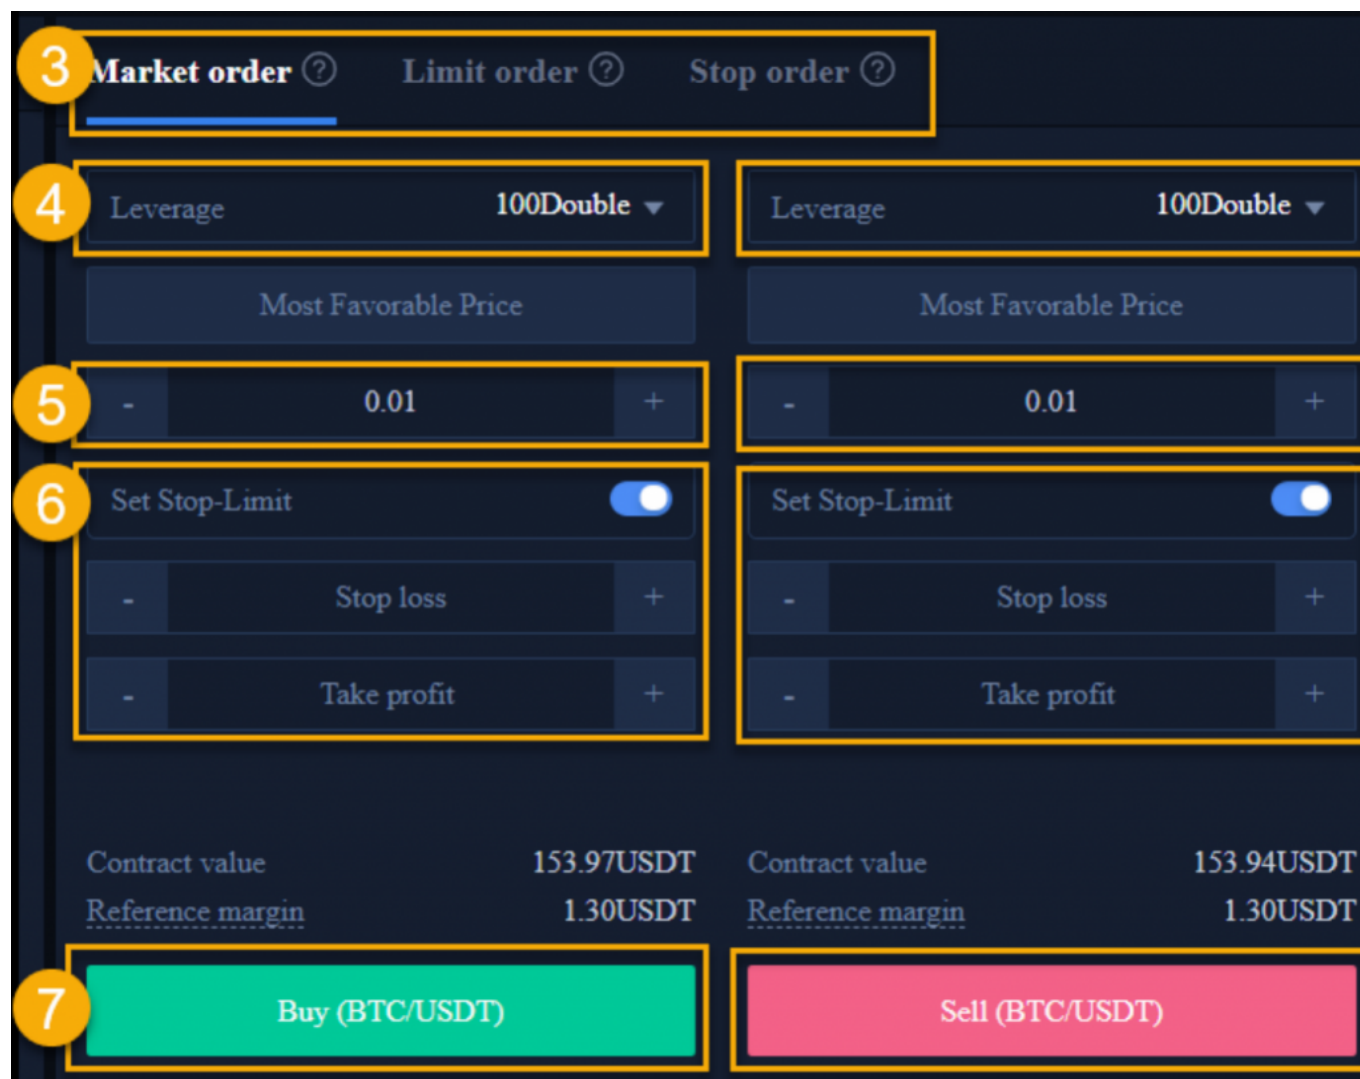 3 Market order ? Limit order ? Stop order ?
4 Leverage 100Double Leverage 100Double
Most Favorable Price Most Favorable Price
5 - 0.01 + - 0.01 +
6 Set Stop-Limit Set Stop-Limit
- Stop loss + - Stop loss +
- Take profit + - Take profit +
Contract value 153.97USDT Contract value 153.94USDT
Reference margin 1.30USDT Reference margin 1.30USDT
7 Buy (BTC/USDT) Sell (BTC/USDT)